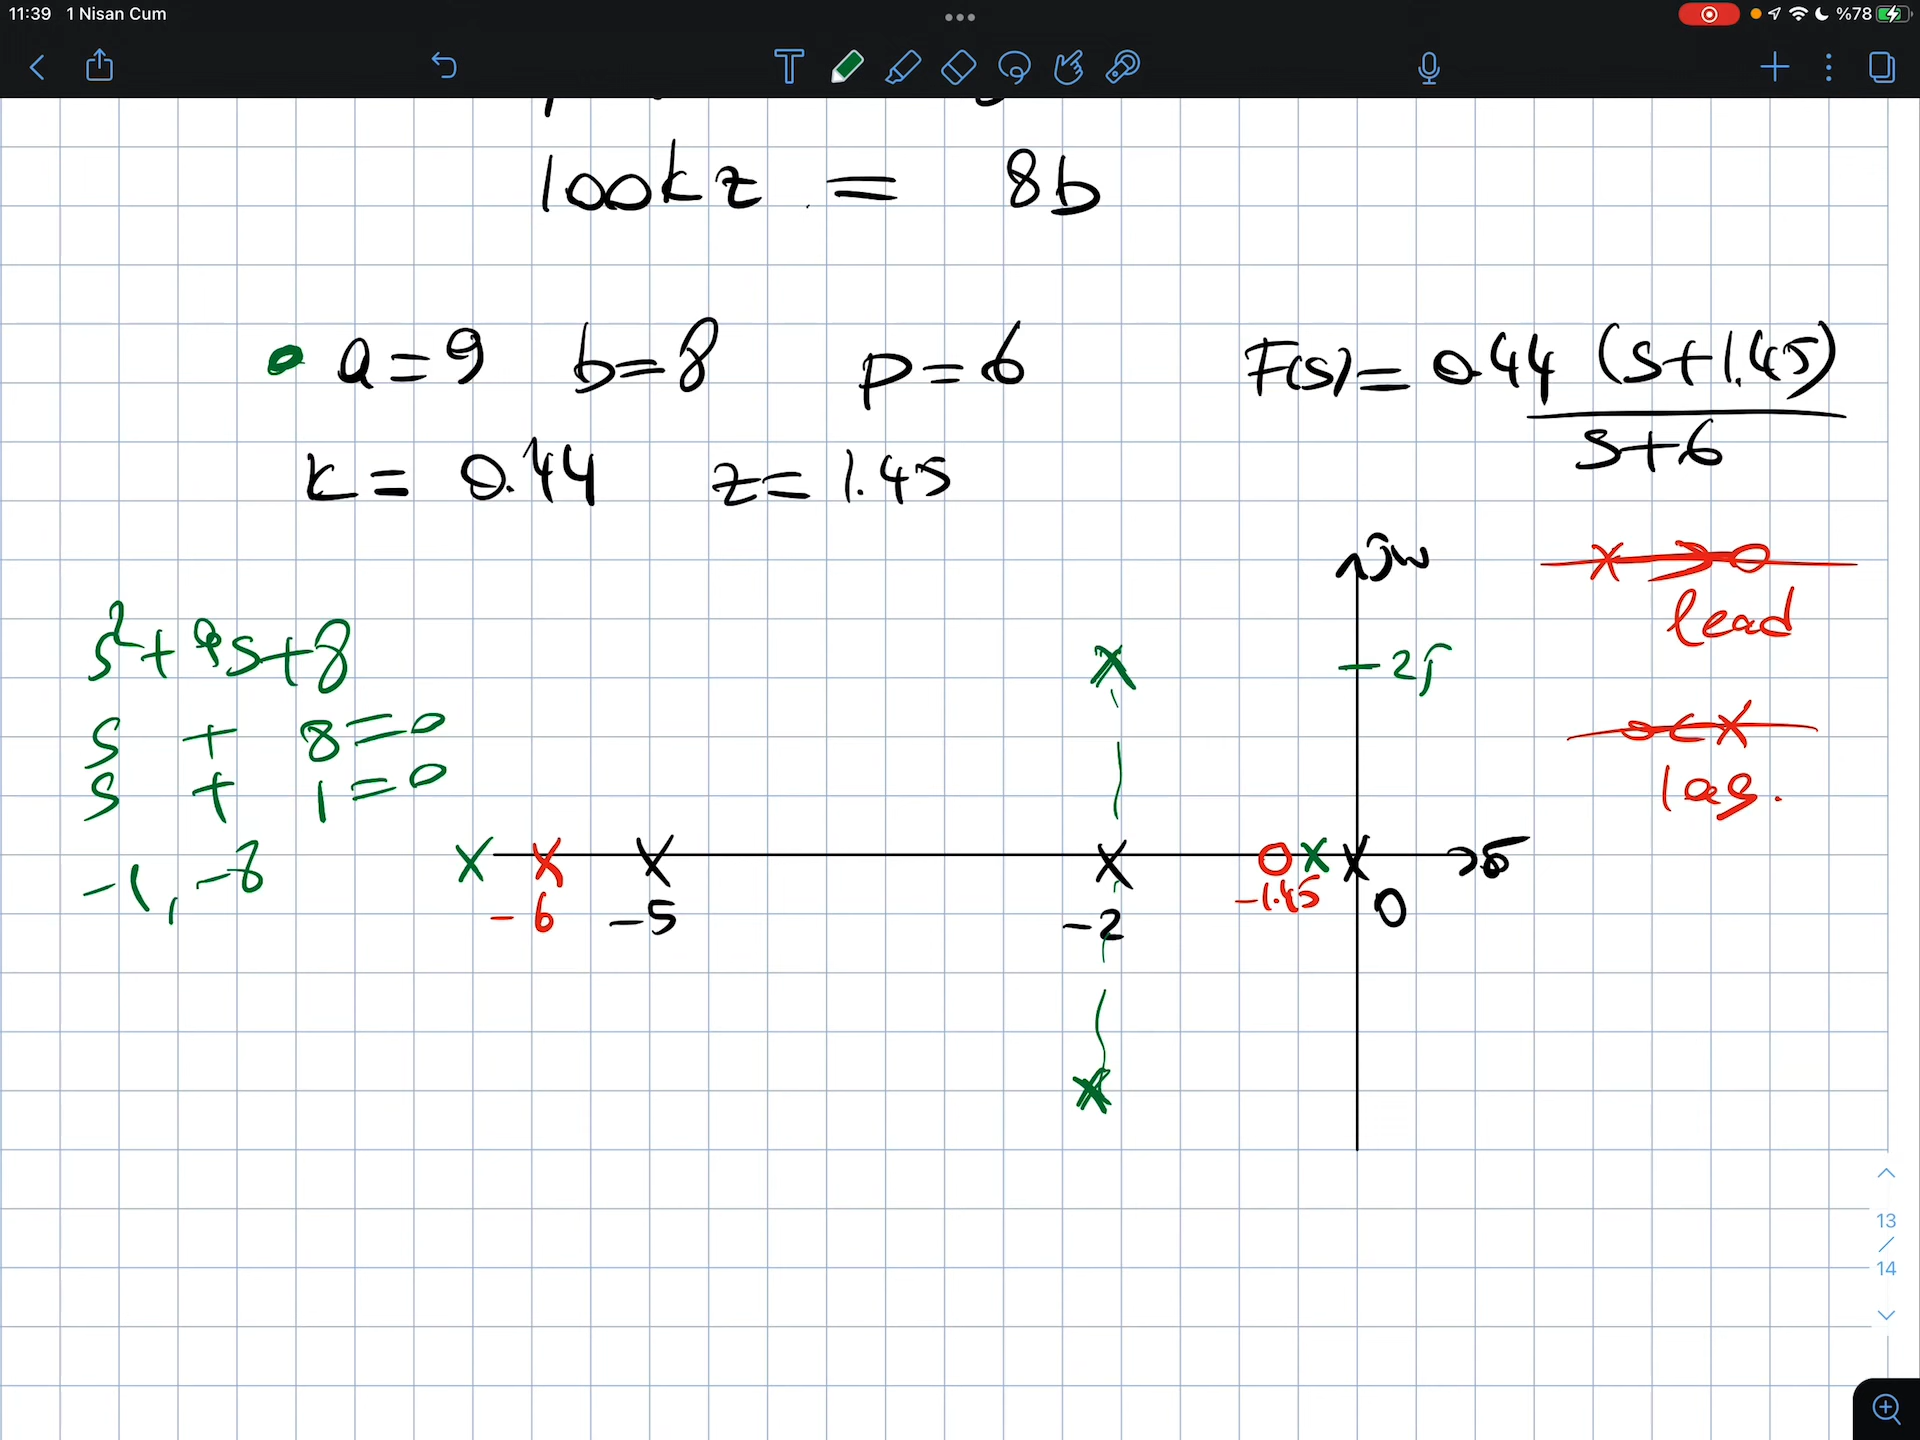 11:39 1 Nisan Cum
%78
100kz = 8b
a=9 b=8 p=6
F(s)= 0.44 (s+1.45)
s+6
k= 0.44 z=1.45
jw
lead
s²+9s+8
2j
s + 8=0
s + 1=0
lag.
-1, -8
σ
-6 -5 -2 -1.45 0
13
/
14